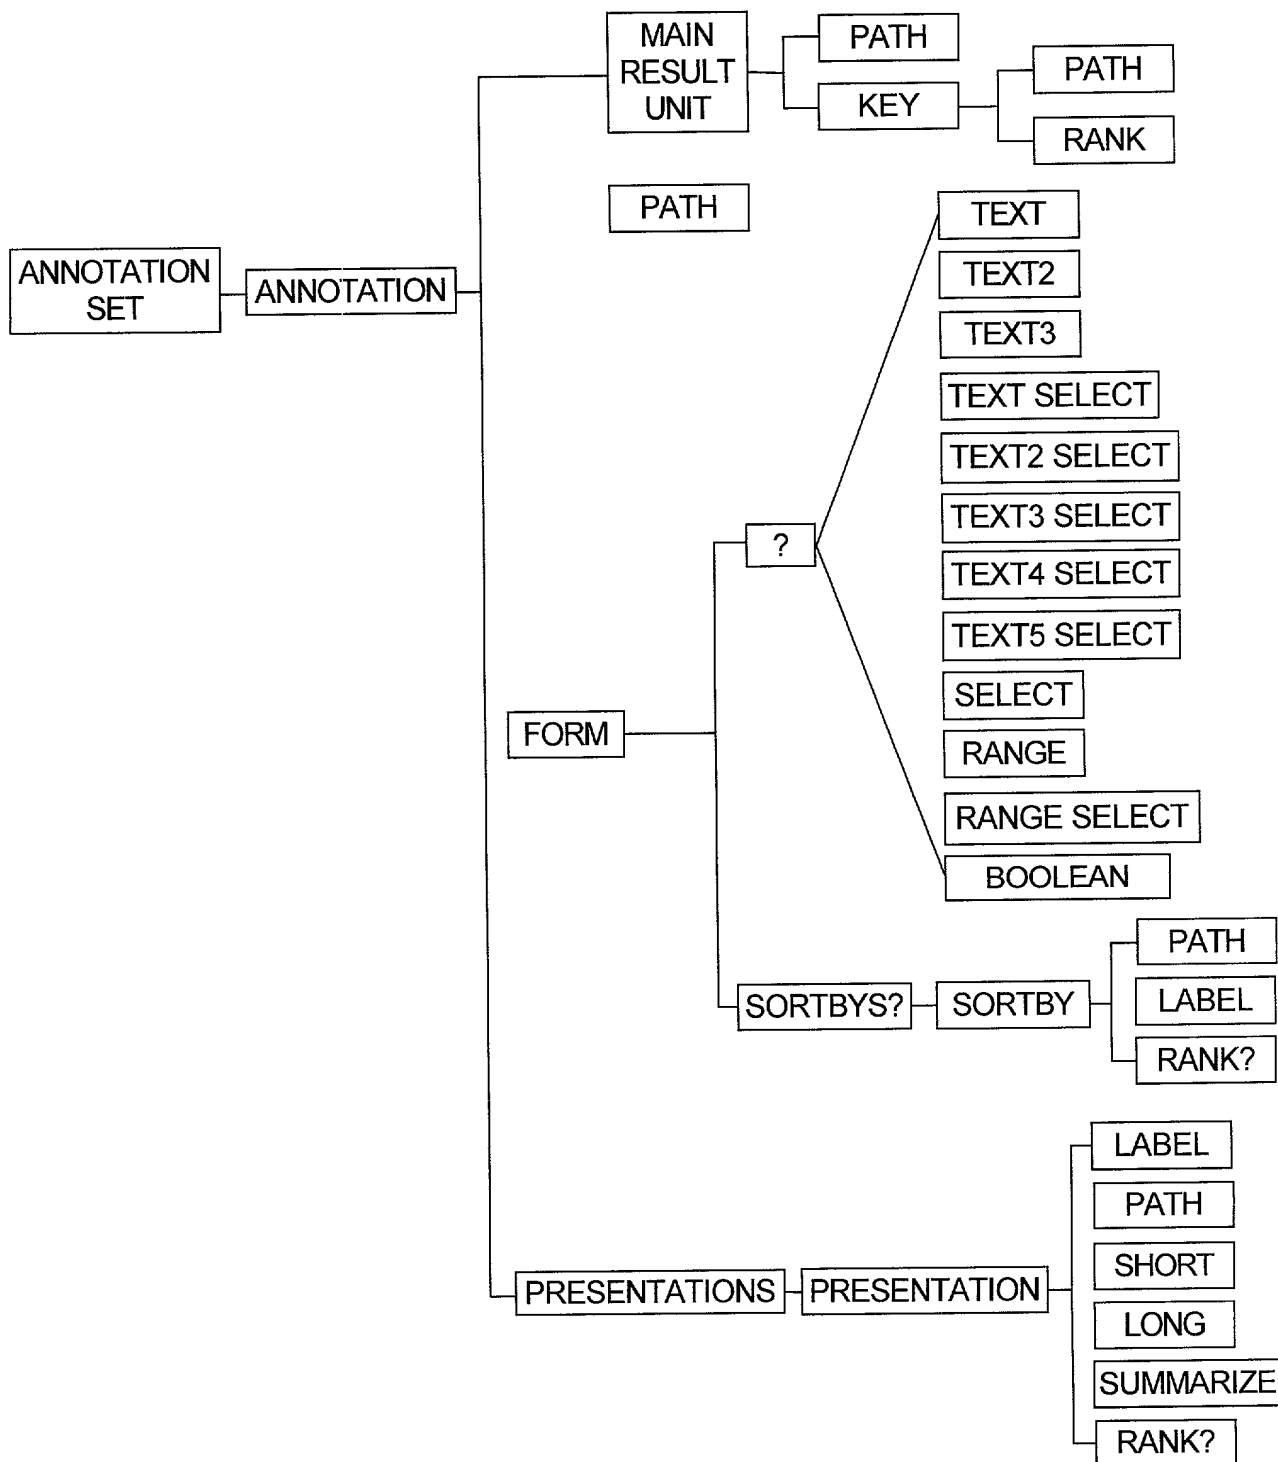 MAIN
RESULT
UNIT
PATH
KEY
PATH
RANK
PATH
ANNOTATION
SET
ANNOTATION
TEXT
TEXT2
TEXT3
TEXT SELECT
TEXT2 SELECT
TEXT3 SELECT
TEXT4 SELECT
TEXT5 SELECT
SELECT
RANGE
RANGE SELECT
BOOLEAN
?
FORM
SORTBYS?
SORTBY
PATH
LABEL
RANK?
PRESENTATIONS
PRESENTATION
LABEL
PATH
SHORT
LONG
SUMMARIZE
RANK?